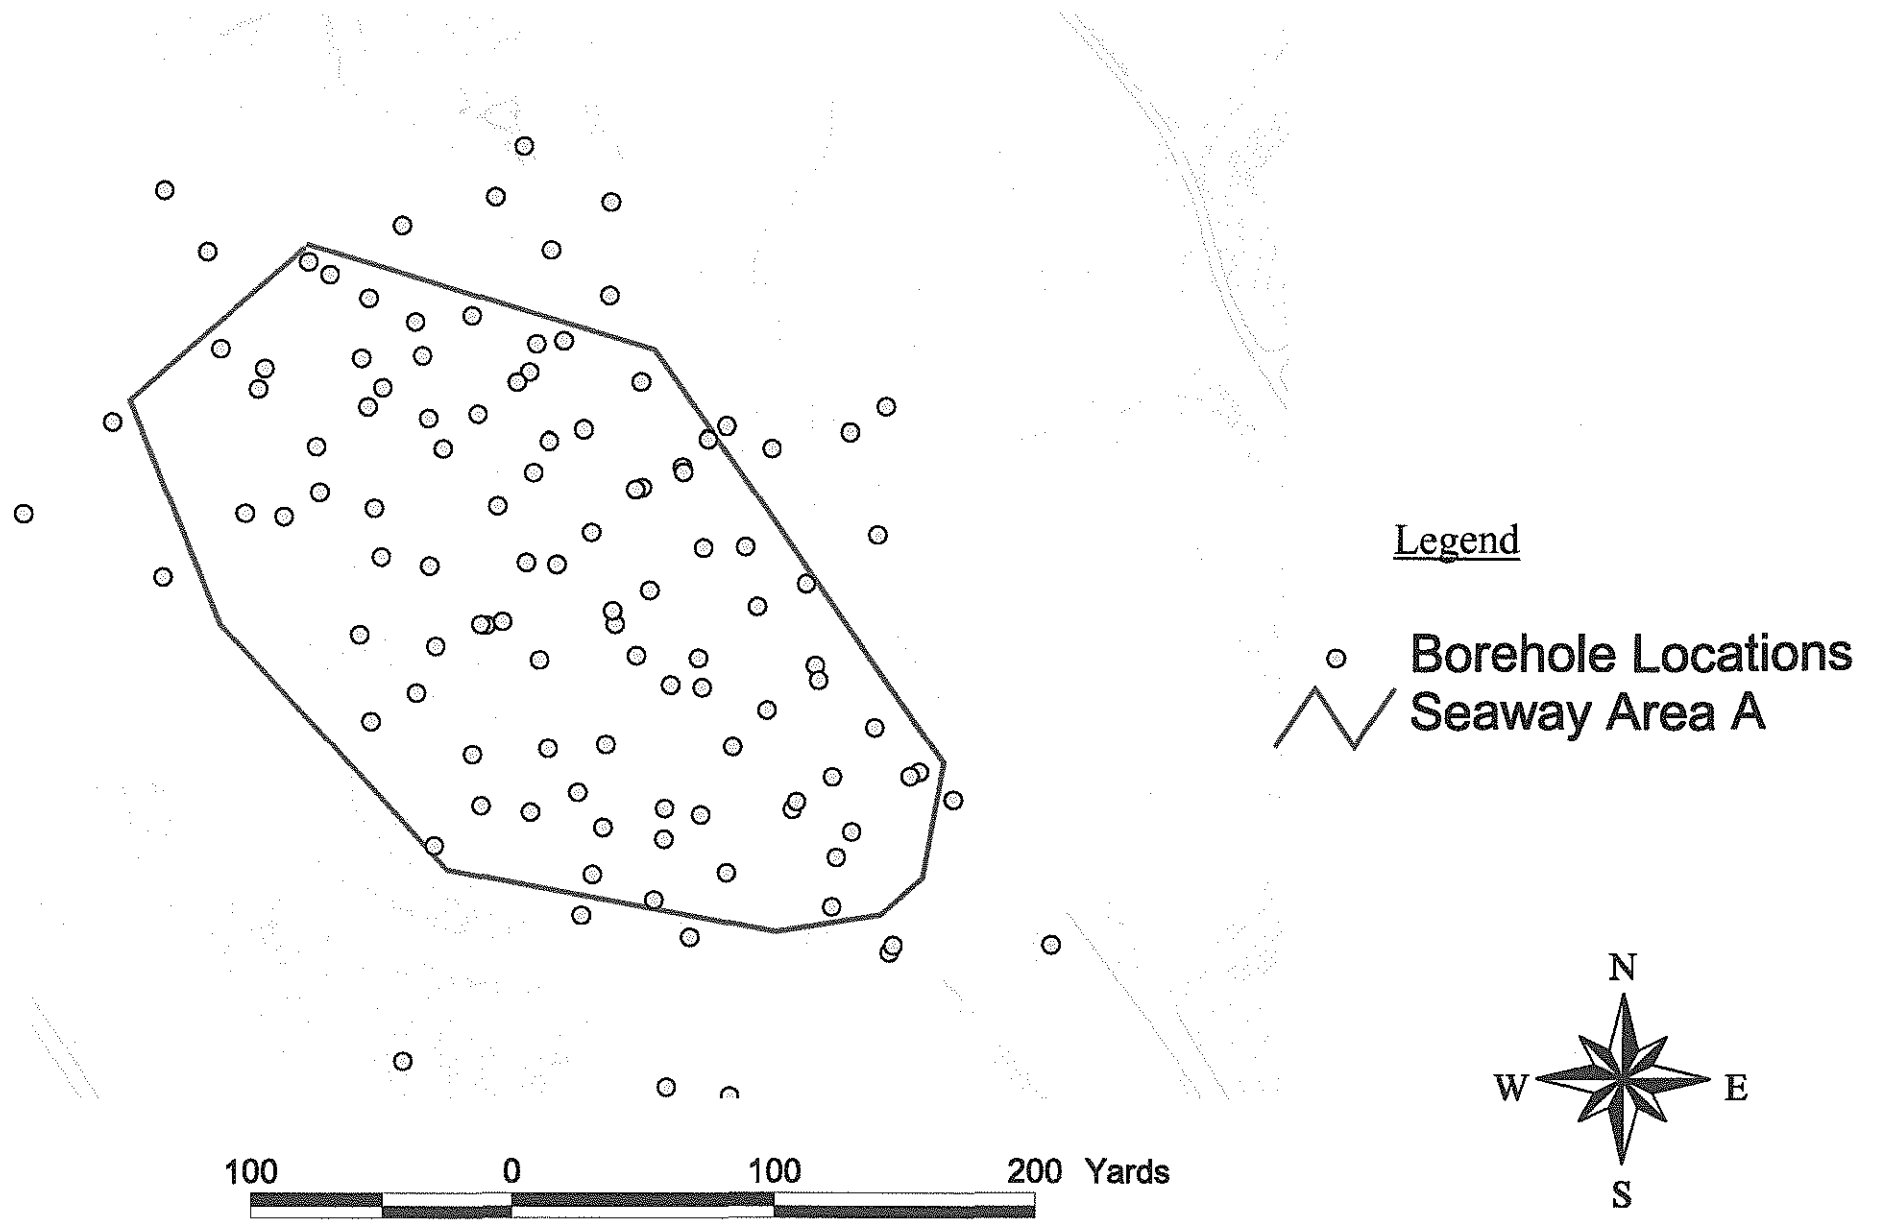 Legend
Borehole Locations
Seaway Area A
N
W E
S
100 0 100 200 Yards